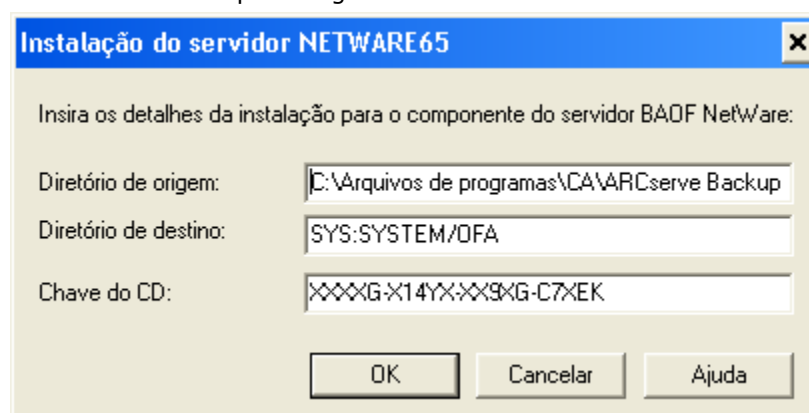 Instalação do servidor NETWARE65
Insira os detalhes da instalação para o componente do servidor BAOF NetWare:
Diretório de origem: C:\Arquivos de programas\CA\ARCserve Backup
Diretório de destino: SYS:SYSTEM/OFA
Chave do CD: XXXXG-X14YX-XX9XG-C7XEK
OK Cancelar Ajuda